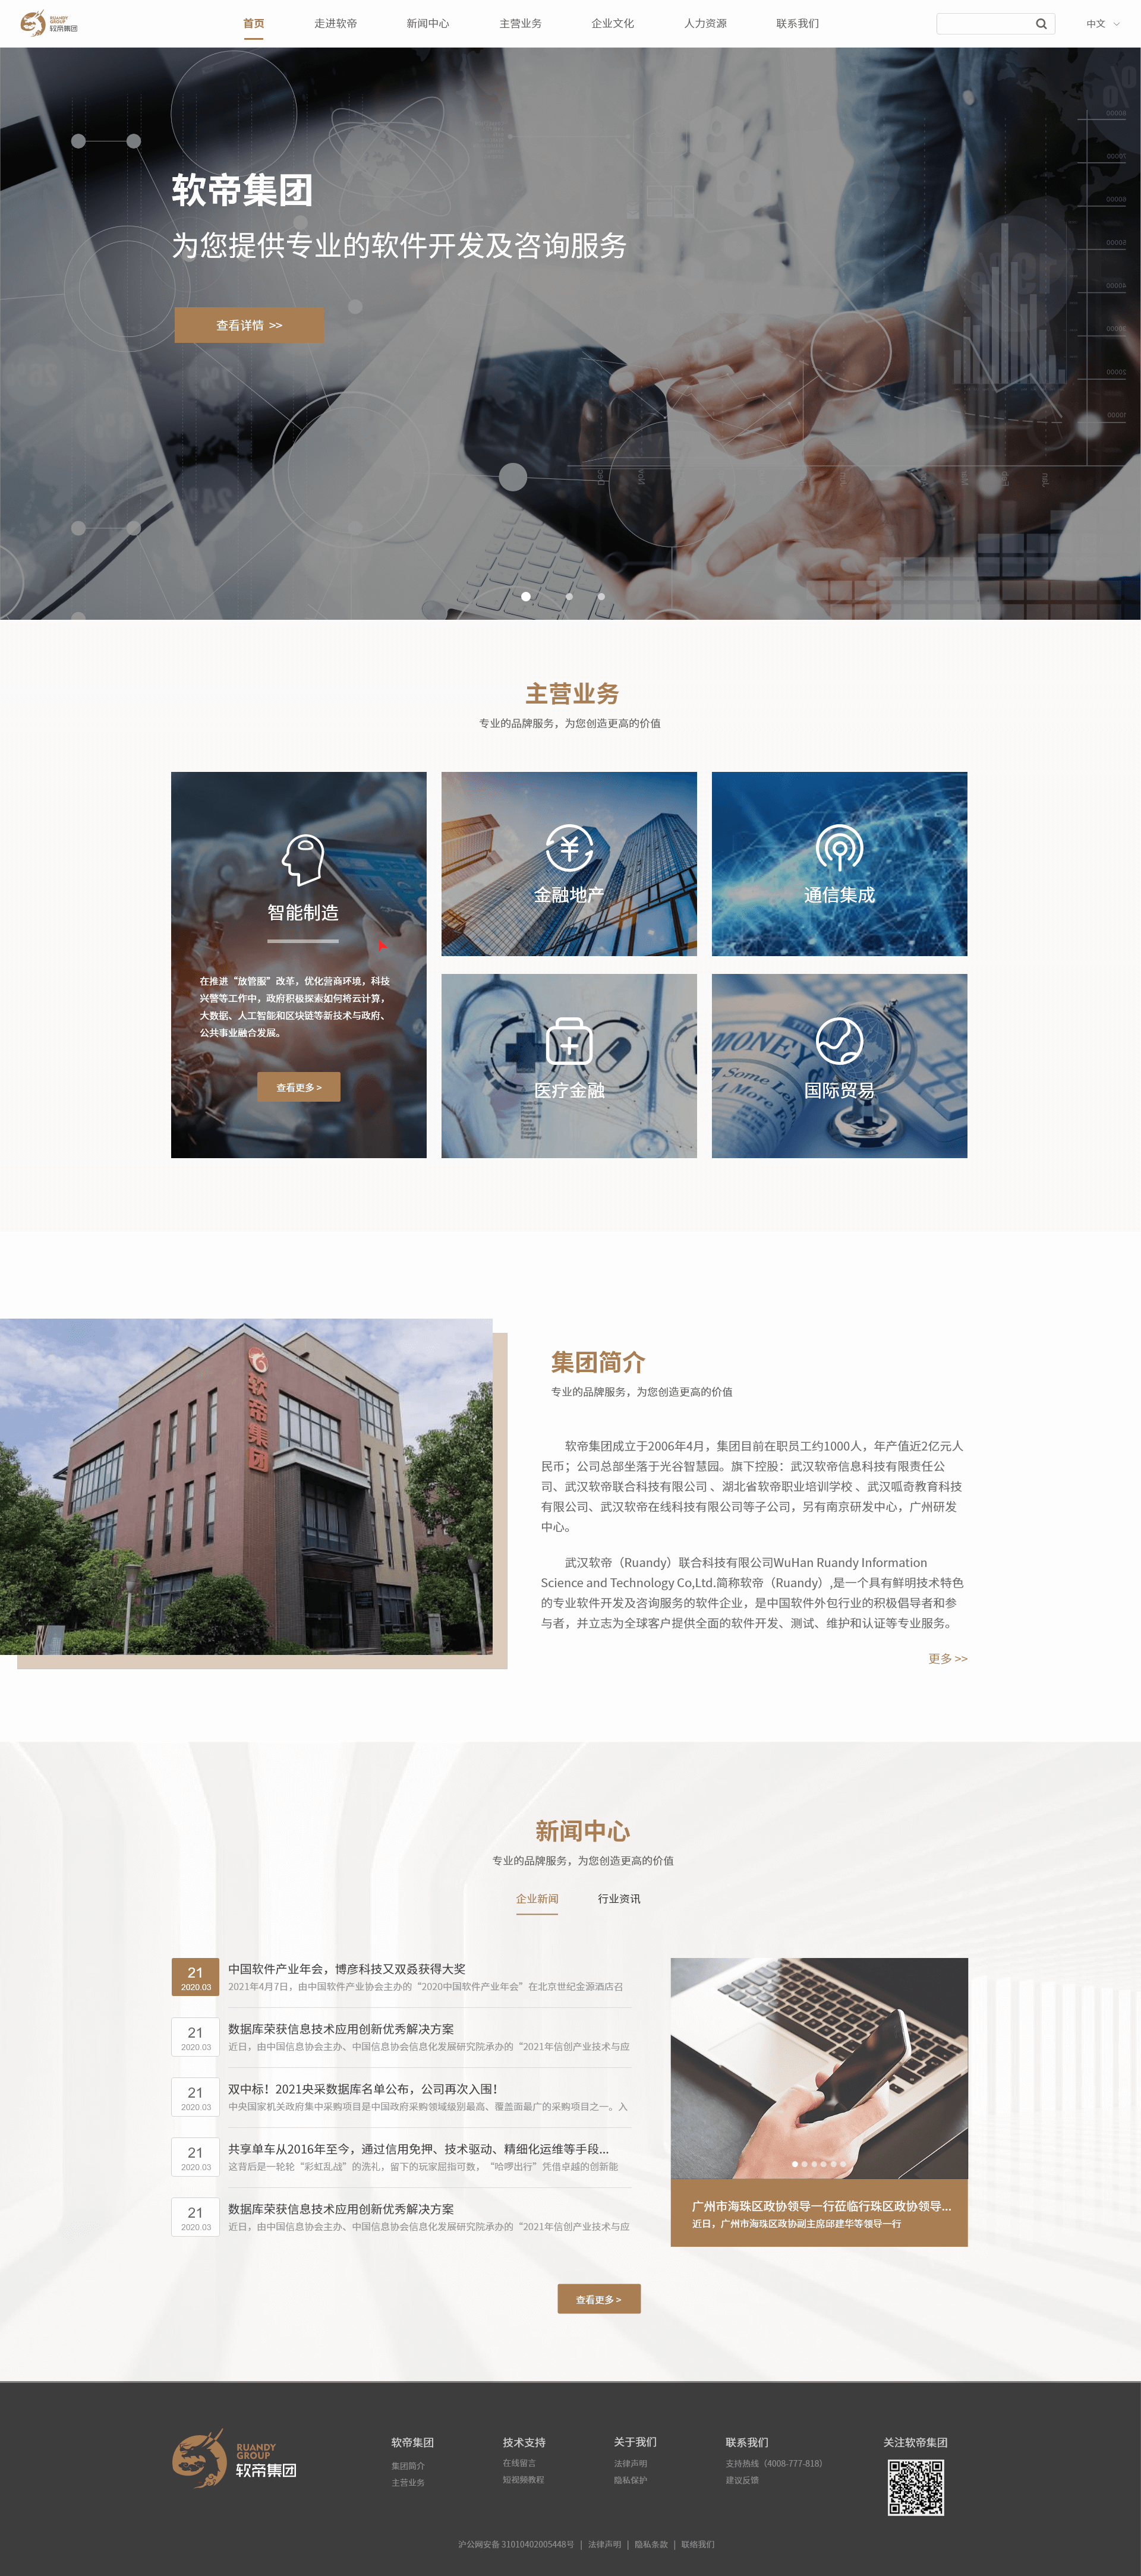 RUANDY
GROUP
软帝集团
首页
走进软帝
新闻中心
主营业务
企业文化
人力资源
联系我们
中文
软帝集团
为您提供专业的软件开发及咨询服务
查看详情 >>
主营业务
专业的品牌服务，为您创造更高的价值
智能制造
在推进“放管服”改革，优化营商环境，科技
兴警等工作中，政府积极探索如何将云计算，
大数据、人工智能和区块链等新技术与政府、
公共事业融合发展。
查看更多 >
金融地产
通信集成
医疗金融
MONEY
国际贸易
软帝集团
集团简介
专业的品牌服务，为您创造更高的价值
软帝集团成立于2006年4月，集团目前在职员工约1000人，年产值近2亿元人
民币；公司总部坐落于光谷智慧园。旗下控股：武汉软帝信息科技有限责任公
司、武汉软帝联合科技有限公司 、湖北省软帝职业培训学校 、武汉呱奇教育科技
有限公司、武汉软帝在线科技有限公司等子公司，另有南京研发中心，广州研发
中心。
武汉软帝（Ruandy）联合科技有限公司WuHan Ruandy Information
Science and Technology Co,Ltd.简称软帝（Ruandy）,是一个具有鲜明技术特色
的专业软件开发及咨询服务的软件企业，是中国软件外包行业的积极倡导者和参
与者，并立志为全球客户提供全面的软件开发、测试、维护和认证等专业服务。
更多 >>
新闻中心
专业的品牌服务，为您创造更高的价值
企业新闻
行业资讯
21
2020.03
中国软件产业年会，博彦科技又双叒获得大奖
2021年4月7日，由中国软件产业协会主办的“2020中国软件产业年会”在北京世纪金源酒店召
21
2020.03
数据库荣获信息技术应用创新优秀解决方案
近日，由中国信息协会主办、中国信息协会信息化发展研究院承办的“2021年信创产业技术与应
21
2020.03
双中标！2021央采数据库名单公布，公司再次入围！
中央国家机关政府集中采购项目是中国政府采购领域级别最高、覆盖面最广的采购项目之一。入
21
2020.03
共享单车从2016年至今，通过信用免押、技术驱动、精细化运维等手段...
这背后是一轮轮“彩虹乱战”的洗礼，留下的玩家屈指可数，“哈啰出行”凭借卓越的创新能
21
2020.03
数据库荣获信息技术应用创新优秀解决方案
近日，由中国信息协会主办、中国信息协会信息化发展研究院承办的“2021年信创产业技术与应
广州市海珠区政协领导一行莅临行珠区政协领导...
近日，广州市海珠区政协副主席邱建华等领导一行
查看更多 >
RUANDY
GROUP
软帝集团
软帝集团
集团简介
主营业务
技术支持
在线留言
短视频教程
关于我们
法律声明
隐私保护
联系我们
支持热线（4008-777-818）
建议反馈
关注软帝集团
沪公网安备 31010402005448号 | 法律声明 | 隐私条款 | 联络我们